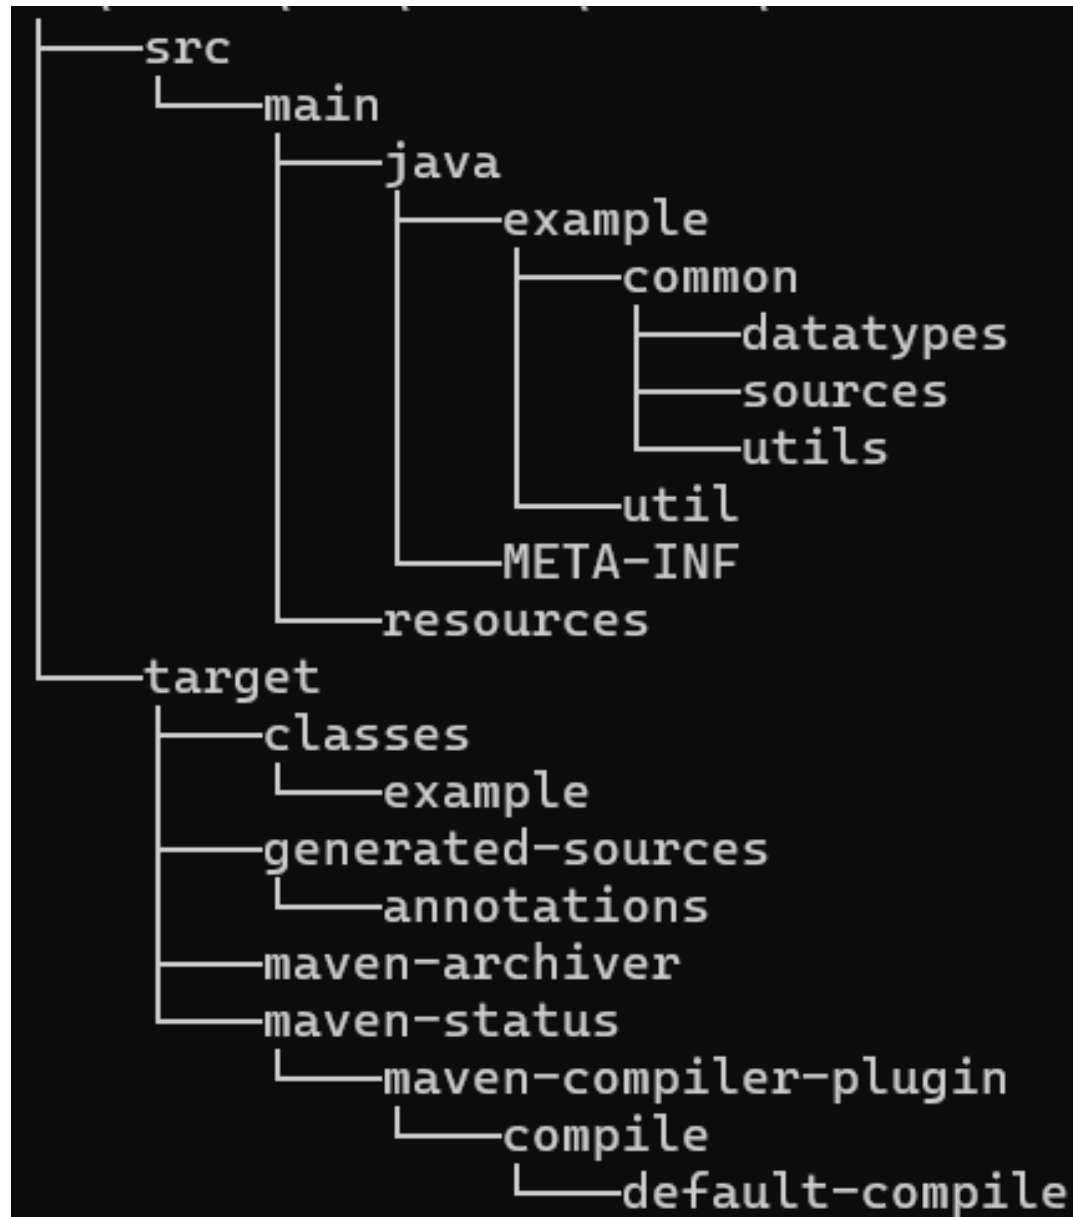 src
main
java
example
common
datatypes
sources
utils
util
META-INF
resources
target
classes
example
generated-sources
annotations
maven-archiver
maven-status
maven-compiler-plugin
compile
default-compile